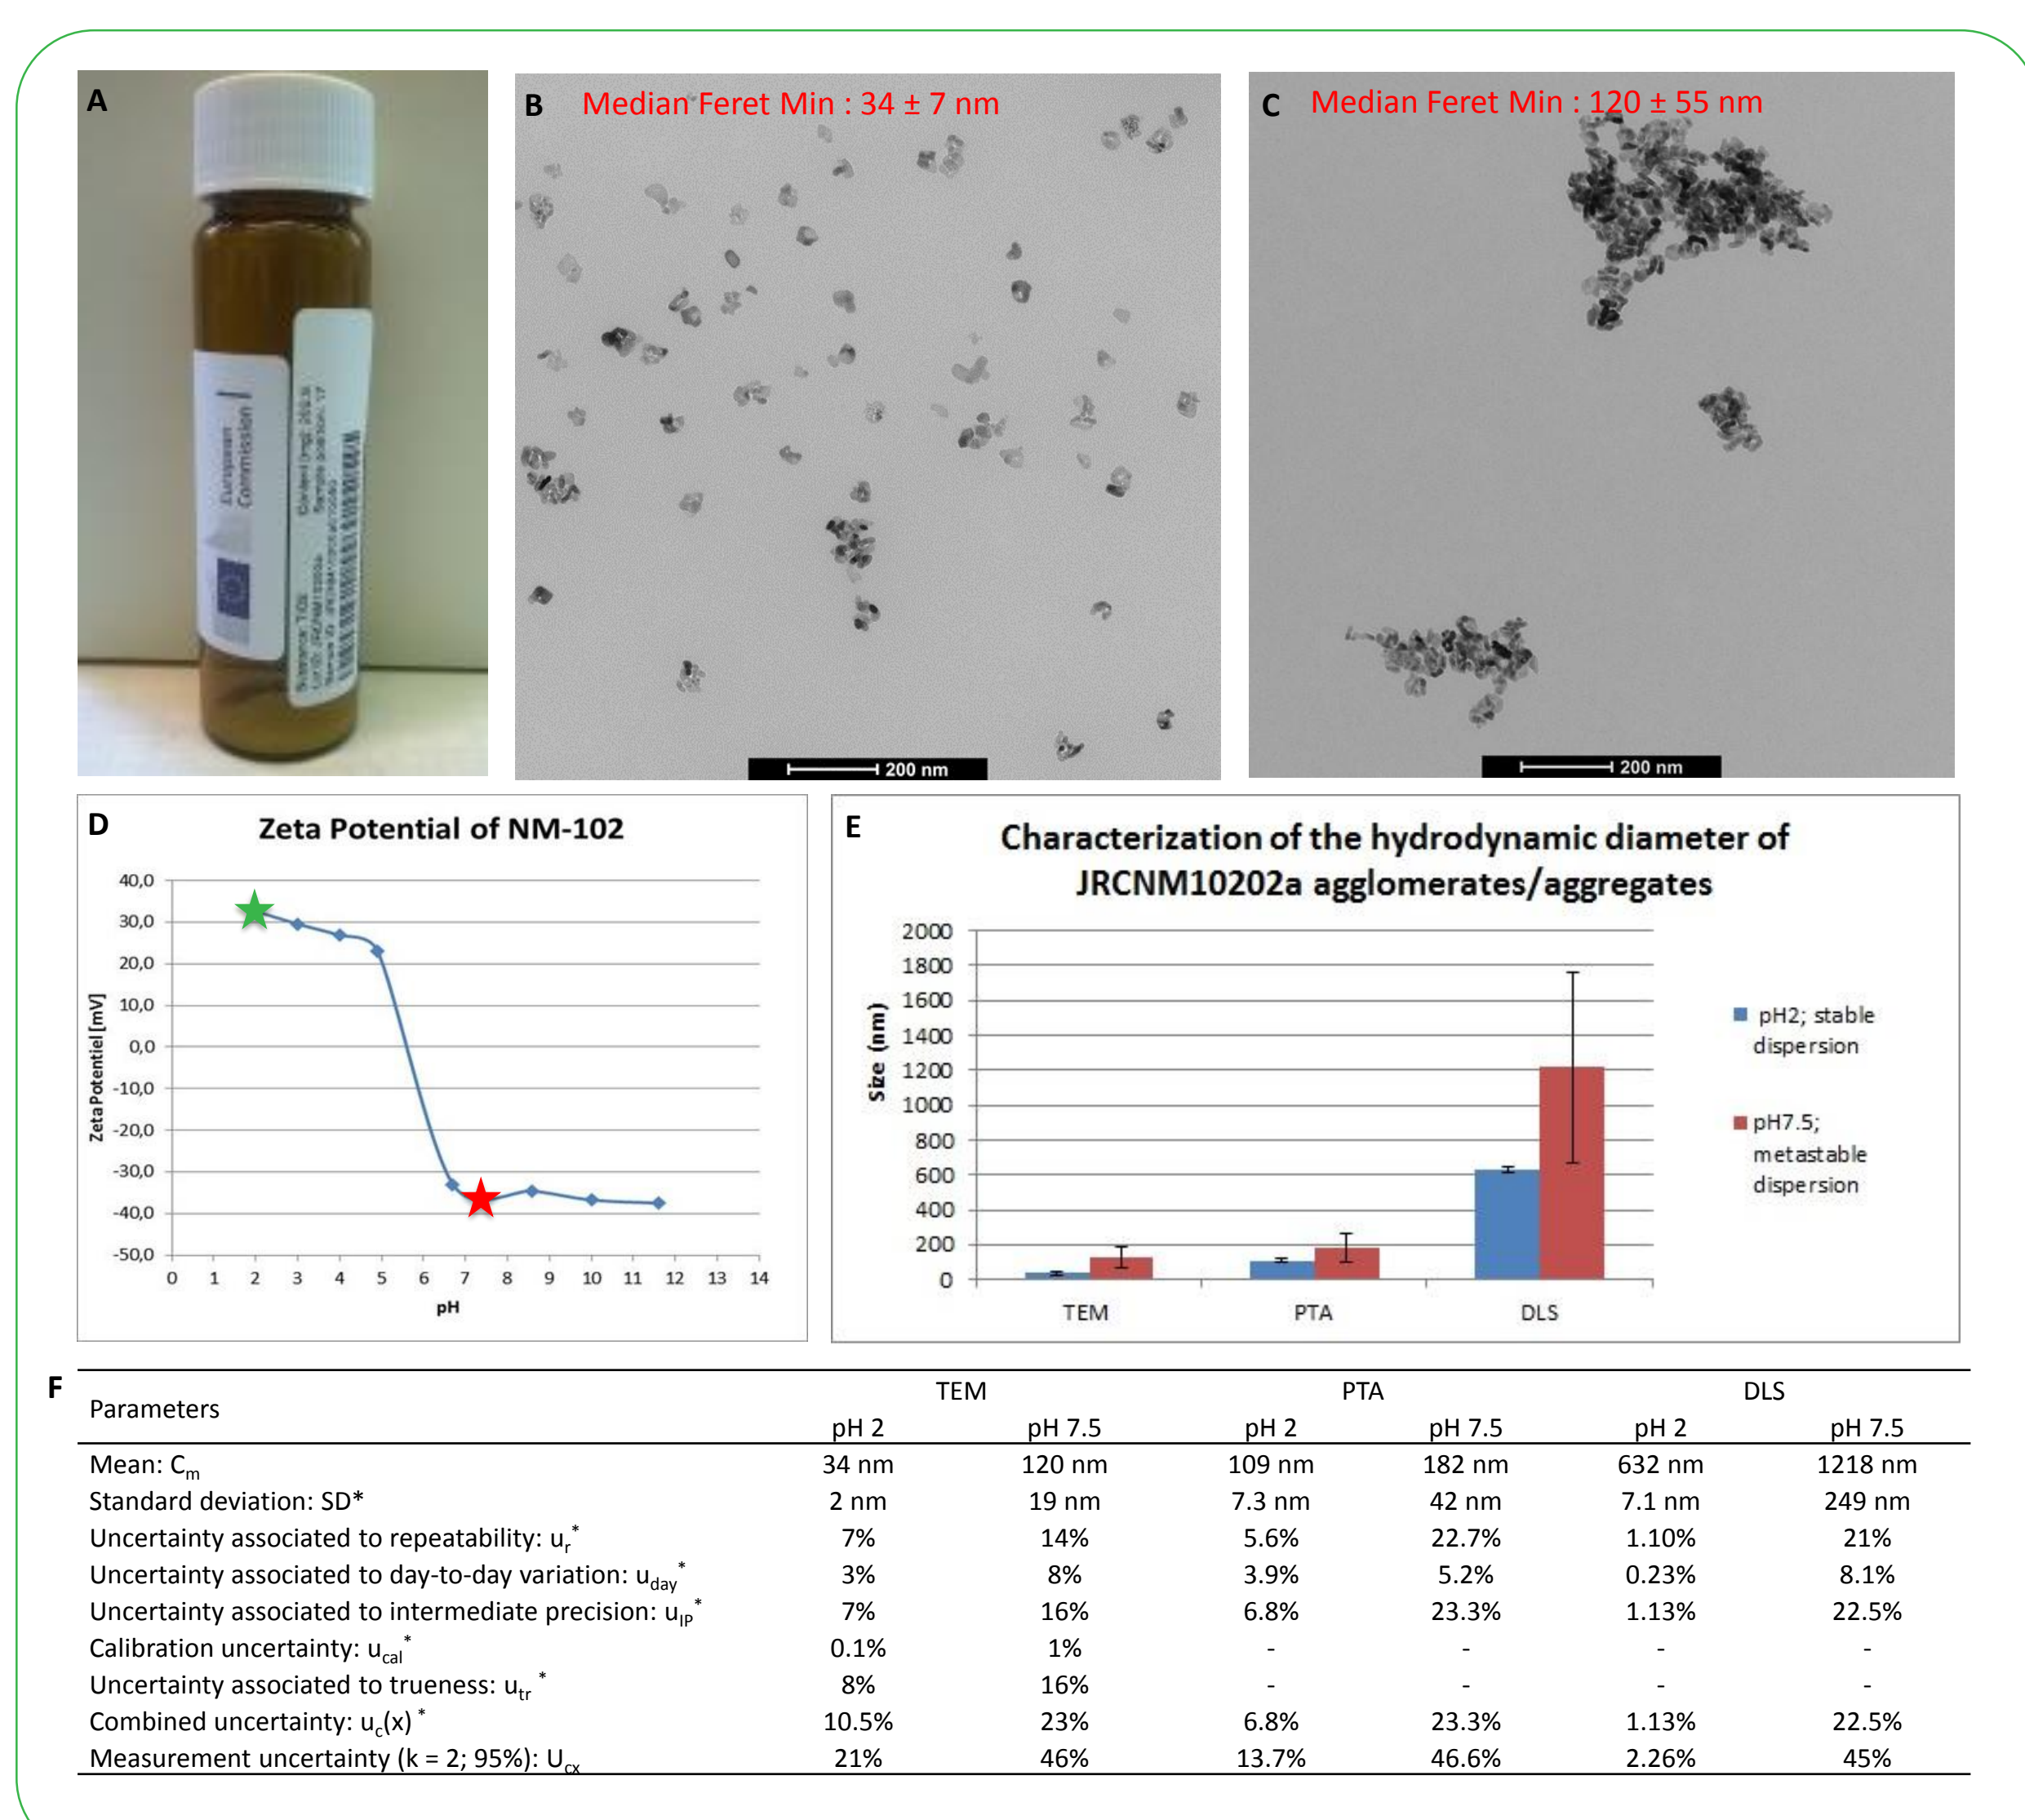 A
European
Commission
B Median Feret Min : 34 ± 7 nm
200 nm
C Median Feret Min : 120 ± 55 nm
200 nm
D Zeta Potential of NM-102
Zeta Potentiel [mV]
40,0
30,0
20,0
10,0
0,0
-10,0
-20,0
-30,0
-40,0
-50,0
0 1 2 3 4 5 6 7 8 9 10 11 12 13 14
pH
E Characterization of the hydrodynamic diameter of
JRCNM10202a agglomerates/aggregates
Size (nm)
2000
1800
1600
1400
1200
1000
800
600
400
200
0
TEM PTA DLS
pH2; stable
dispersion
pH7.5;
metastable
dispersion
F Parameters TEM PTA DLS
pH 2 pH 7.5 pH 2 pH 7.5 pH 2 pH 7.5
Mean: Cm 34 nm 120 nm 109 nm 182 nm 632 nm 1218 nm
Standard deviation: SD* 2 nm 19 nm 7.3 nm 42 nm 7.1 nm 249 nm
Uncertainty associated to repeatability: ur* 7% 14% 5.6% 22.7% 1.10% 21%
Uncertainty associated to day-to-day variation: uday* 3% 8% 3.9% 5.2% 0.23% 8.1%
Uncertainty associated to intermediate precision: uIP* 7% 16% 6.8% 23.3% 1.13% 22.5%
Calibration uncertainty: ucal* 0.1% 1% - - - -
Uncertainty associated to trueness: utr * 8% 16% - - - -
Combined uncertainty: uc(x) * 10.5% 23% 6.8% 23.3% 1.13% 22.5%
Measurement uncertainty (k = 2; 95%): Ucx 21% 46% 13.7% 46.6% 2.26% 45%